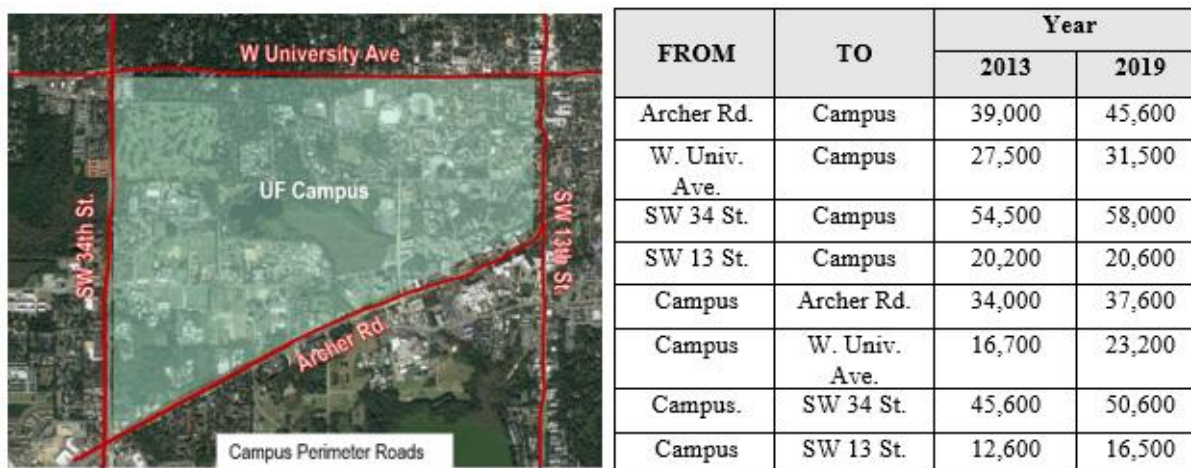 W University Ave
UF Campus
SW 34th St.
SW 13th St.
Archer Rd.
Campus Perimeter Roads
FROM TO Year
2013 2019
Archer Rd. Campus 39,000 45,600
W. Univ. Ave. Campus 27,500 31,500
SW 34 St. Campus 54,500 58,000
SW 13 St. Campus 20,200 20,600
Campus Archer Rd. 34,000 37,600
Campus W. Univ. Ave. 16,700 23,200
Campus. SW 34 St. 45,600 50,600
Campus SW 13 St. 12,600 16,500